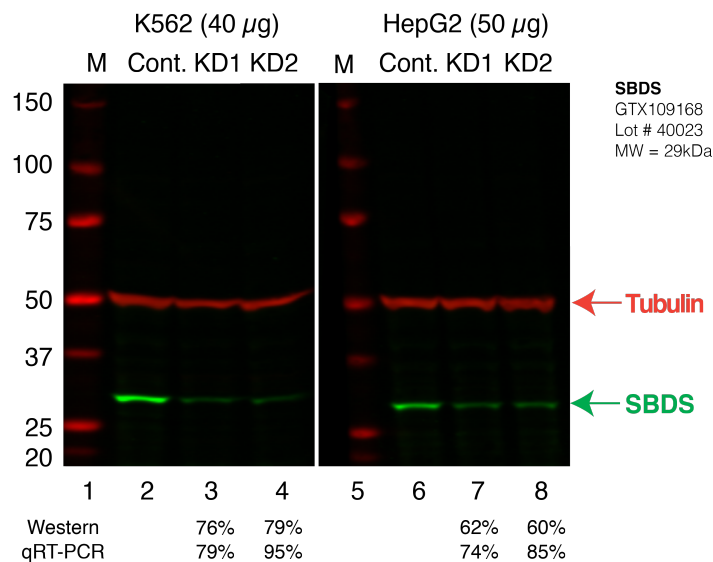 K562 (40 µg) HepG2 (50 µg)
M Cont. KD1 KD2 M Cont. KD1 KD2
SBDS
GTX109168
Lot # 40023
MW = 29kDa
150
100
75
50
Tubulin
37
SBDS
25
20
1 2 3 4 5 6 7 8
Western 76% 79% 62% 60%
qRT-PCR 79% 95% 74% 85%